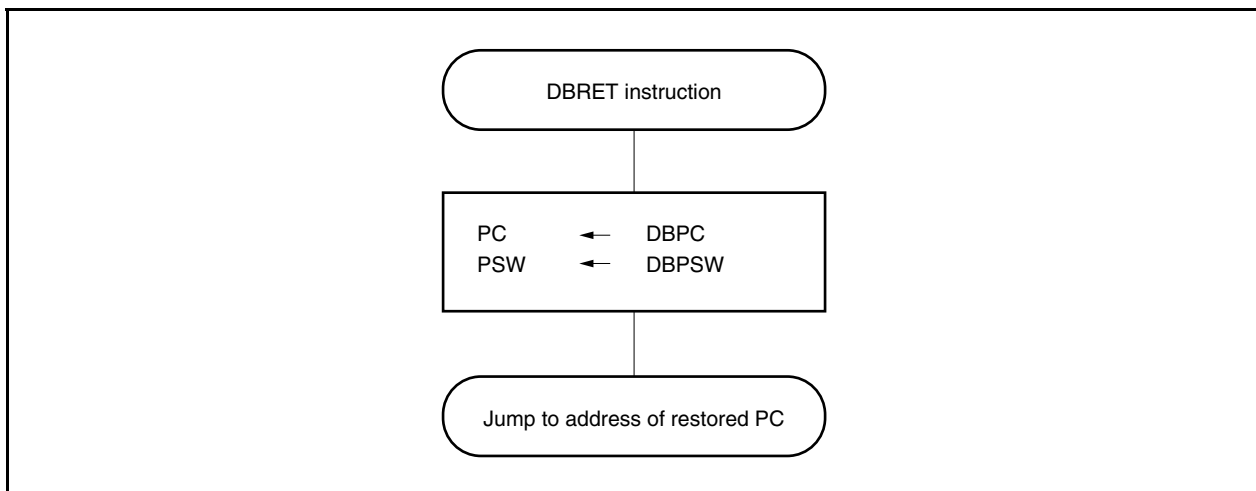 DBRET instruction
PC ← DBPC
PSW ← DBPSW
Jump to address of restored PC